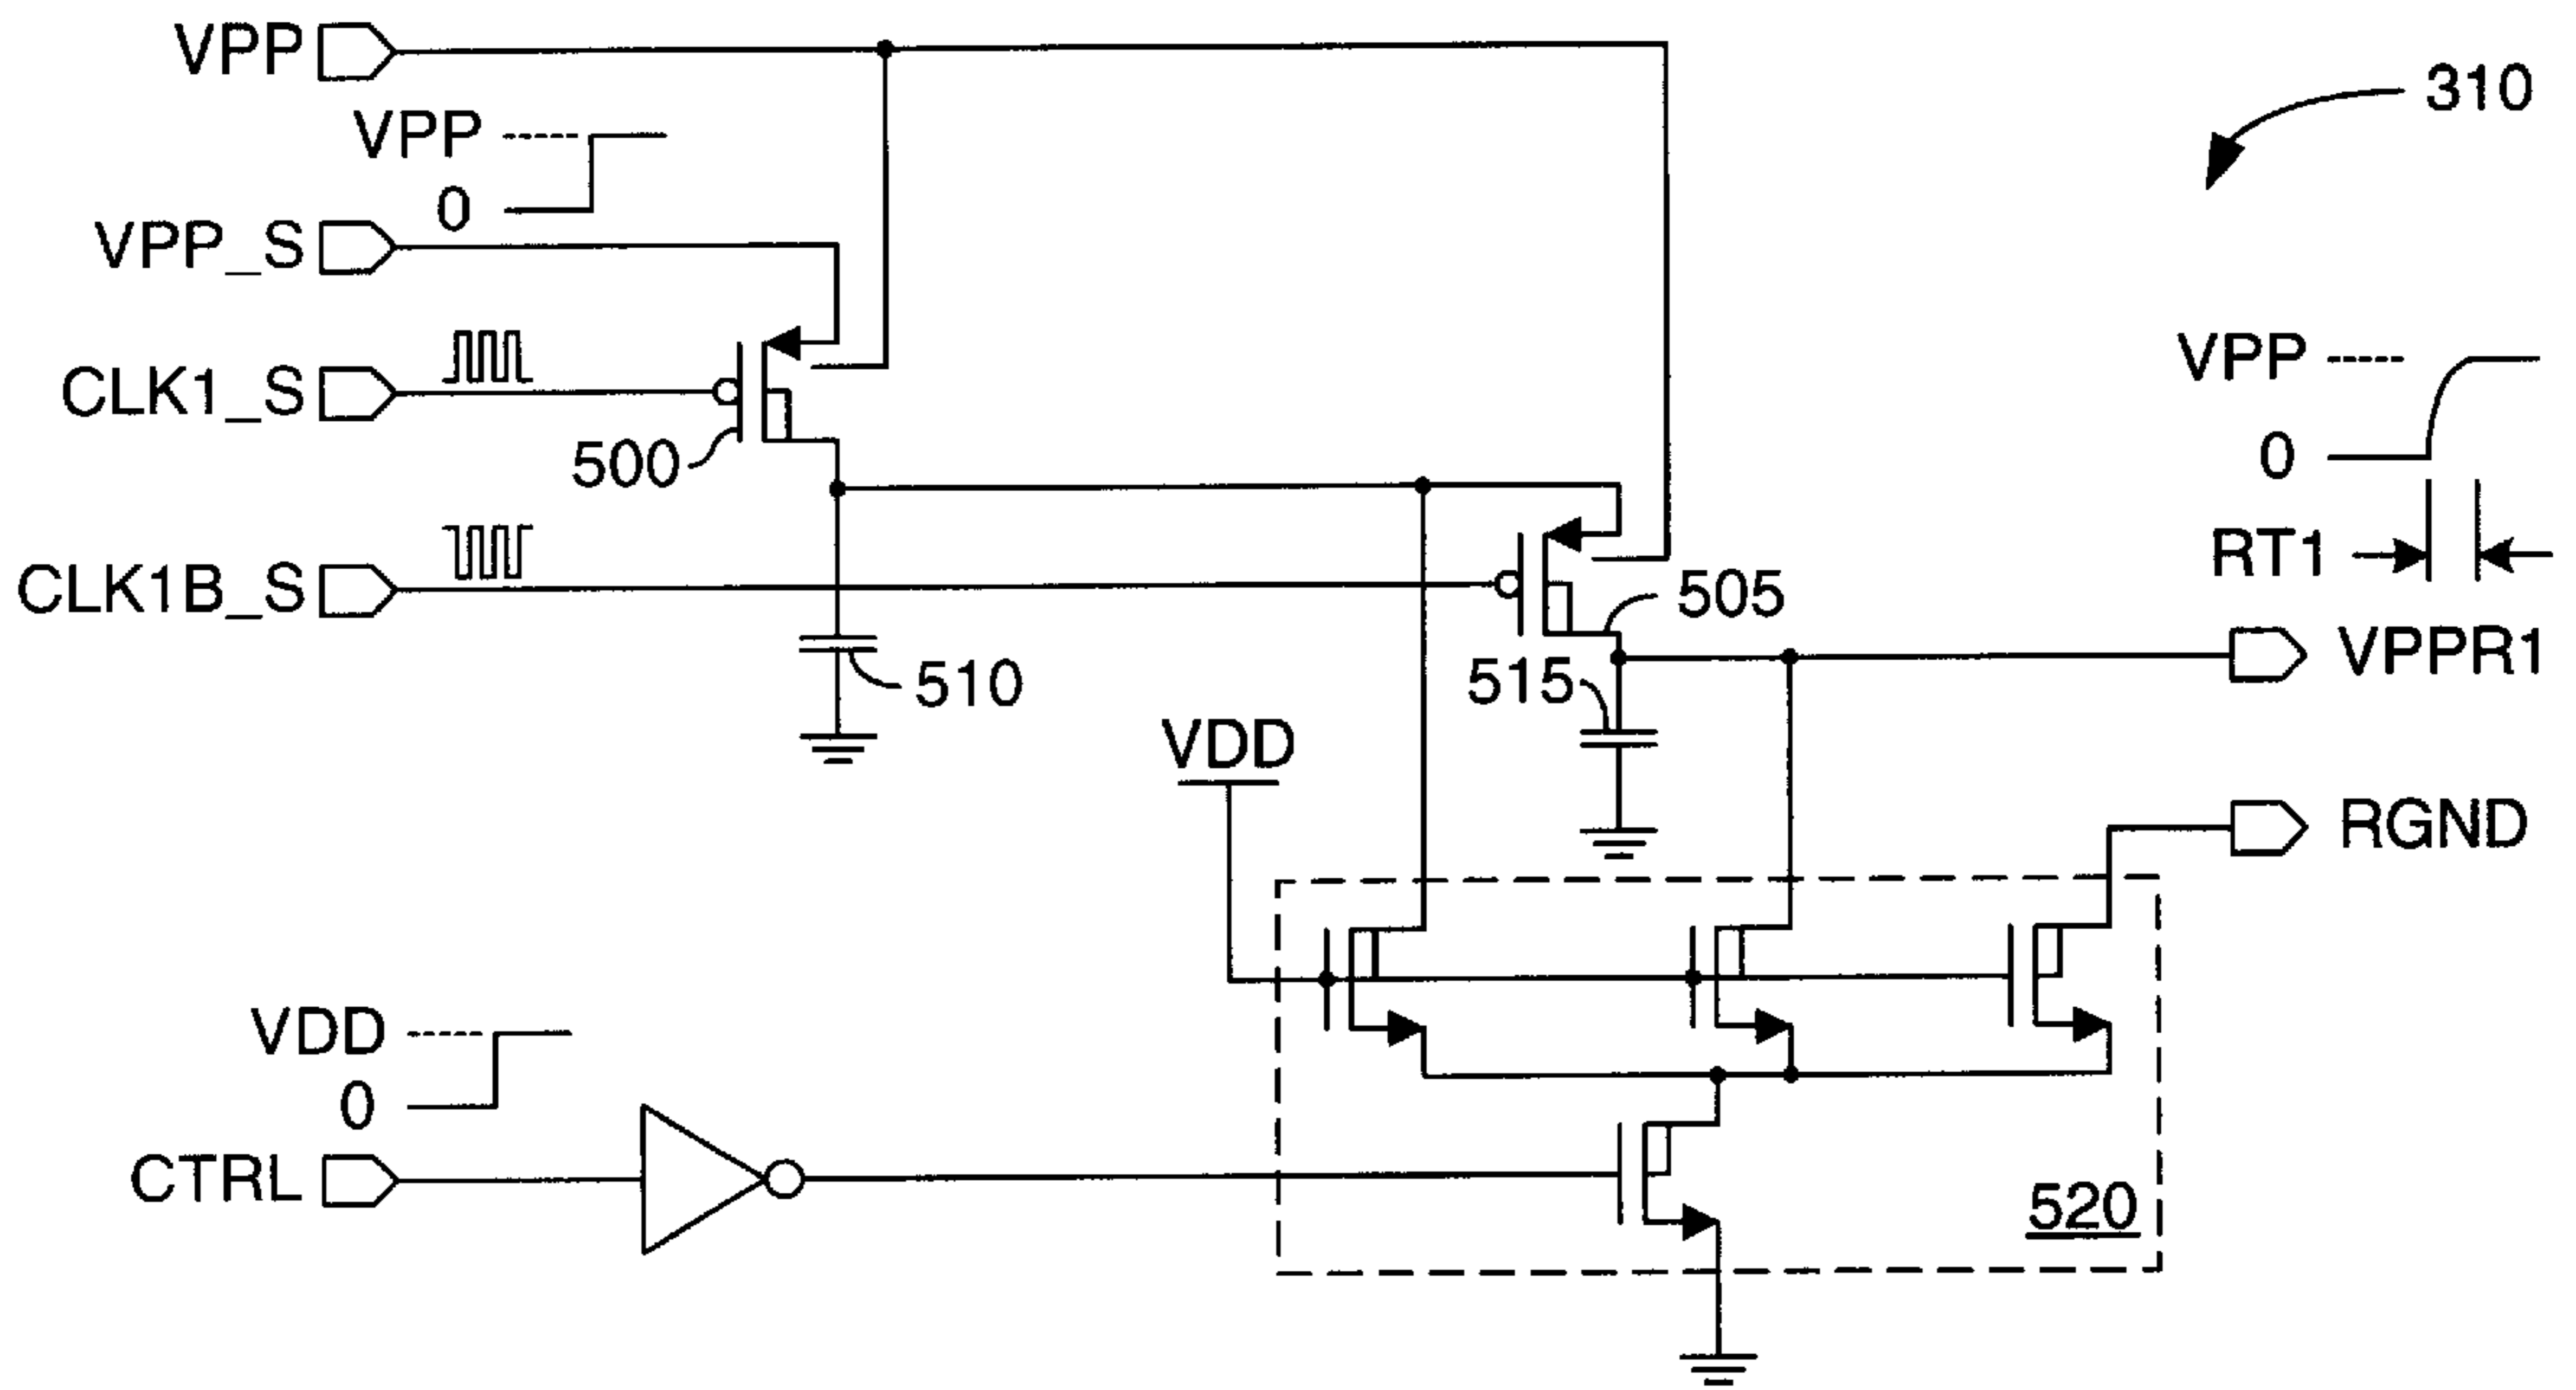 VPP
310
VPP
0
VPP_S
CLK1_S
500
VPP
0
RT1
CLK1B_S
505
510
515
VPPR1
VDD
RGND
VDD
0
CTRL
520